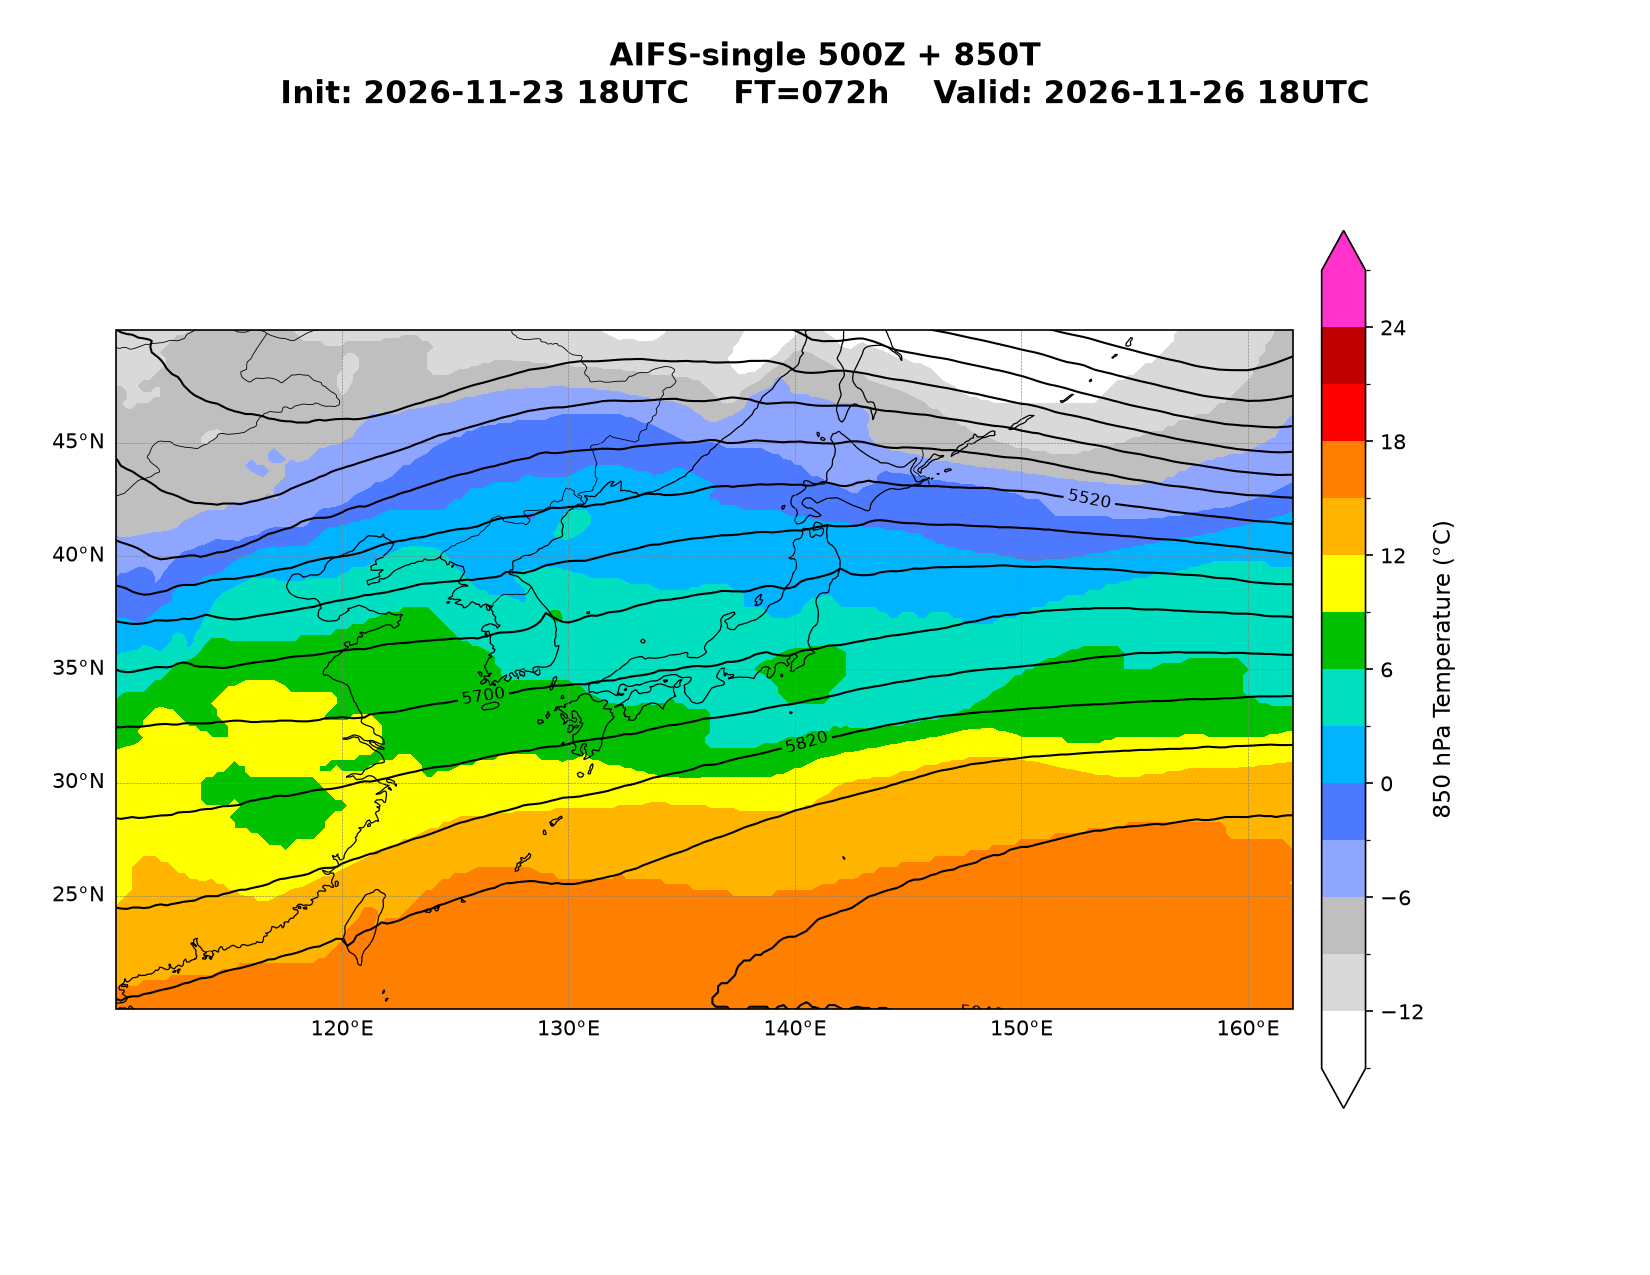 AIFS-single 500Z + 850T
Init: 2026-11-23 18UTC FT=072h Valid: 2026-11-26 18UTC
24
18
12
6
0
−6
−12
850 hPa Temperature (°C)
45°N
40°N
35°N
30°N
25°N
5520
5700
5820
120°E
130°E
140°E
150°E
160°E